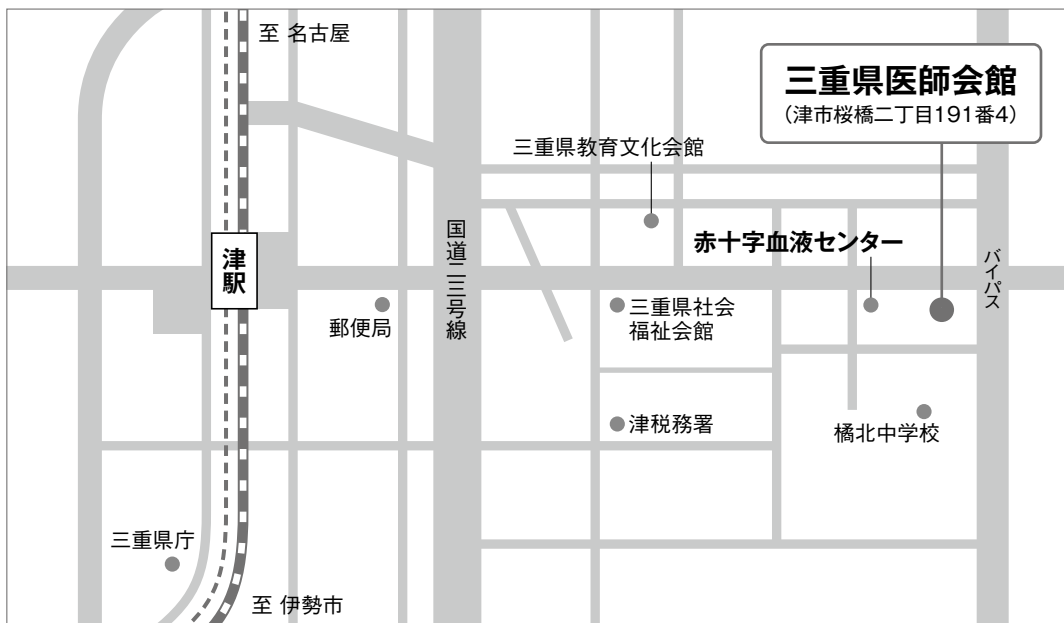 至 名古屋
三重県医師会館
（津市桜橋二丁目191番4）
三重県教育文化会館
赤十字血液センター
国道二三号線
津駅
バイパス
三重県社会
福祉会館
郵便局
津税務署
橋北中学校
三重県庁
至 伊勢市